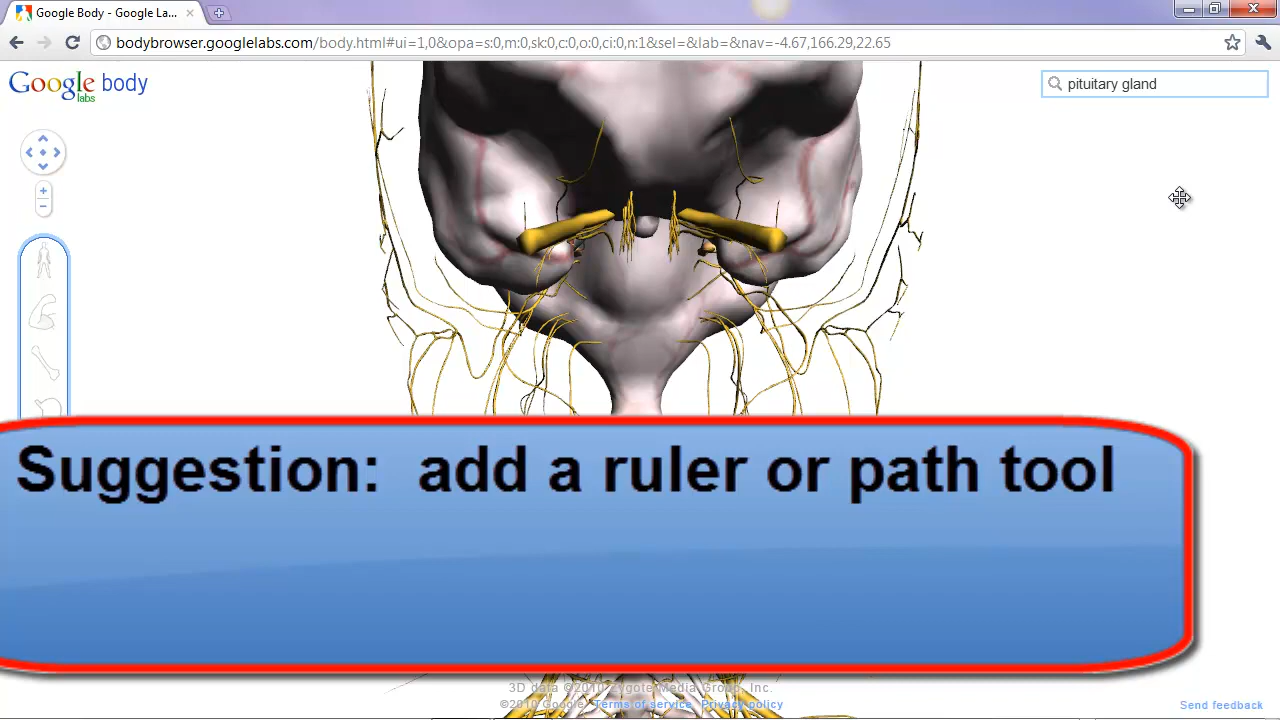 Google Body - Google La...
bodybrowser.googlelabs.com/body.html#ui=1,0&opa=s:0,m:0,sk:0,c:0,o:0,ci:0,n:1&sel=&lab=&nav=-4.67,166.29,22.65
Google body
labs
pituitary gland
Suggestion: add a ruler or path tool
3D data ©2010 Zygote Media Group, Inc.
©2010 Google Terms of service Privacy policy
Send feedback